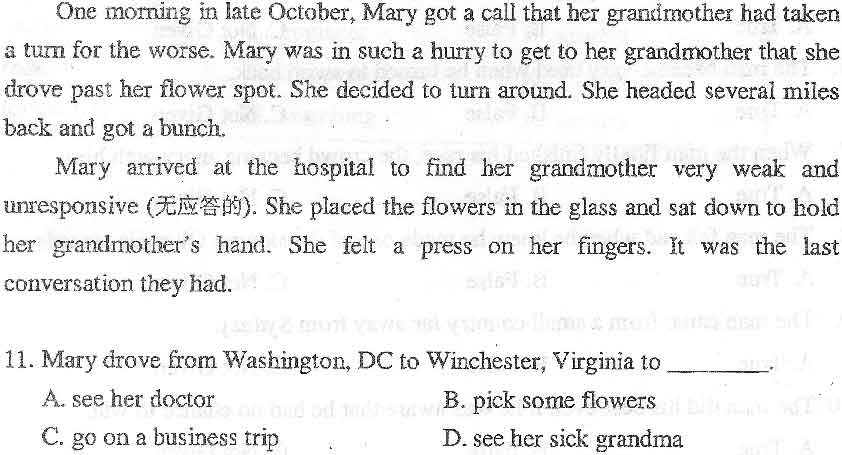 One morning in late October, Mary got a call that her grandmother had taken
a turn for the worse. Mary was in such a hurry to get to her grandmother that she
drove past her flower spot. She decided to turn around. She headed several miles
back and got a bunch.
Mary arrived at the hospital to find her grandmother very weak and
unresponsive (无应答的). She placed the flowers in the glass and sat down to hold
her grandmother's hand. She felt a press on her fingers. It was the last
conversation they had.
11. Mary drove from Washington, DC to Winchester, Virginia to ________.
A. see her doctor B. pick some flowers
C. go on a business trip D. see her sick grandma